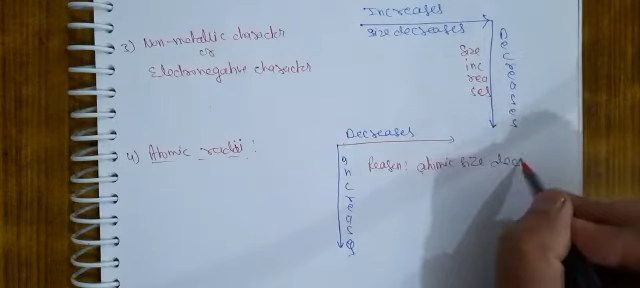 Increases
size decreases
3) Non-metallic character
or
Electronegative character
Size
inc
rea
ses
Decreases
Decreases
4) Atomic radii :
Increases
Reason: atomic size dec